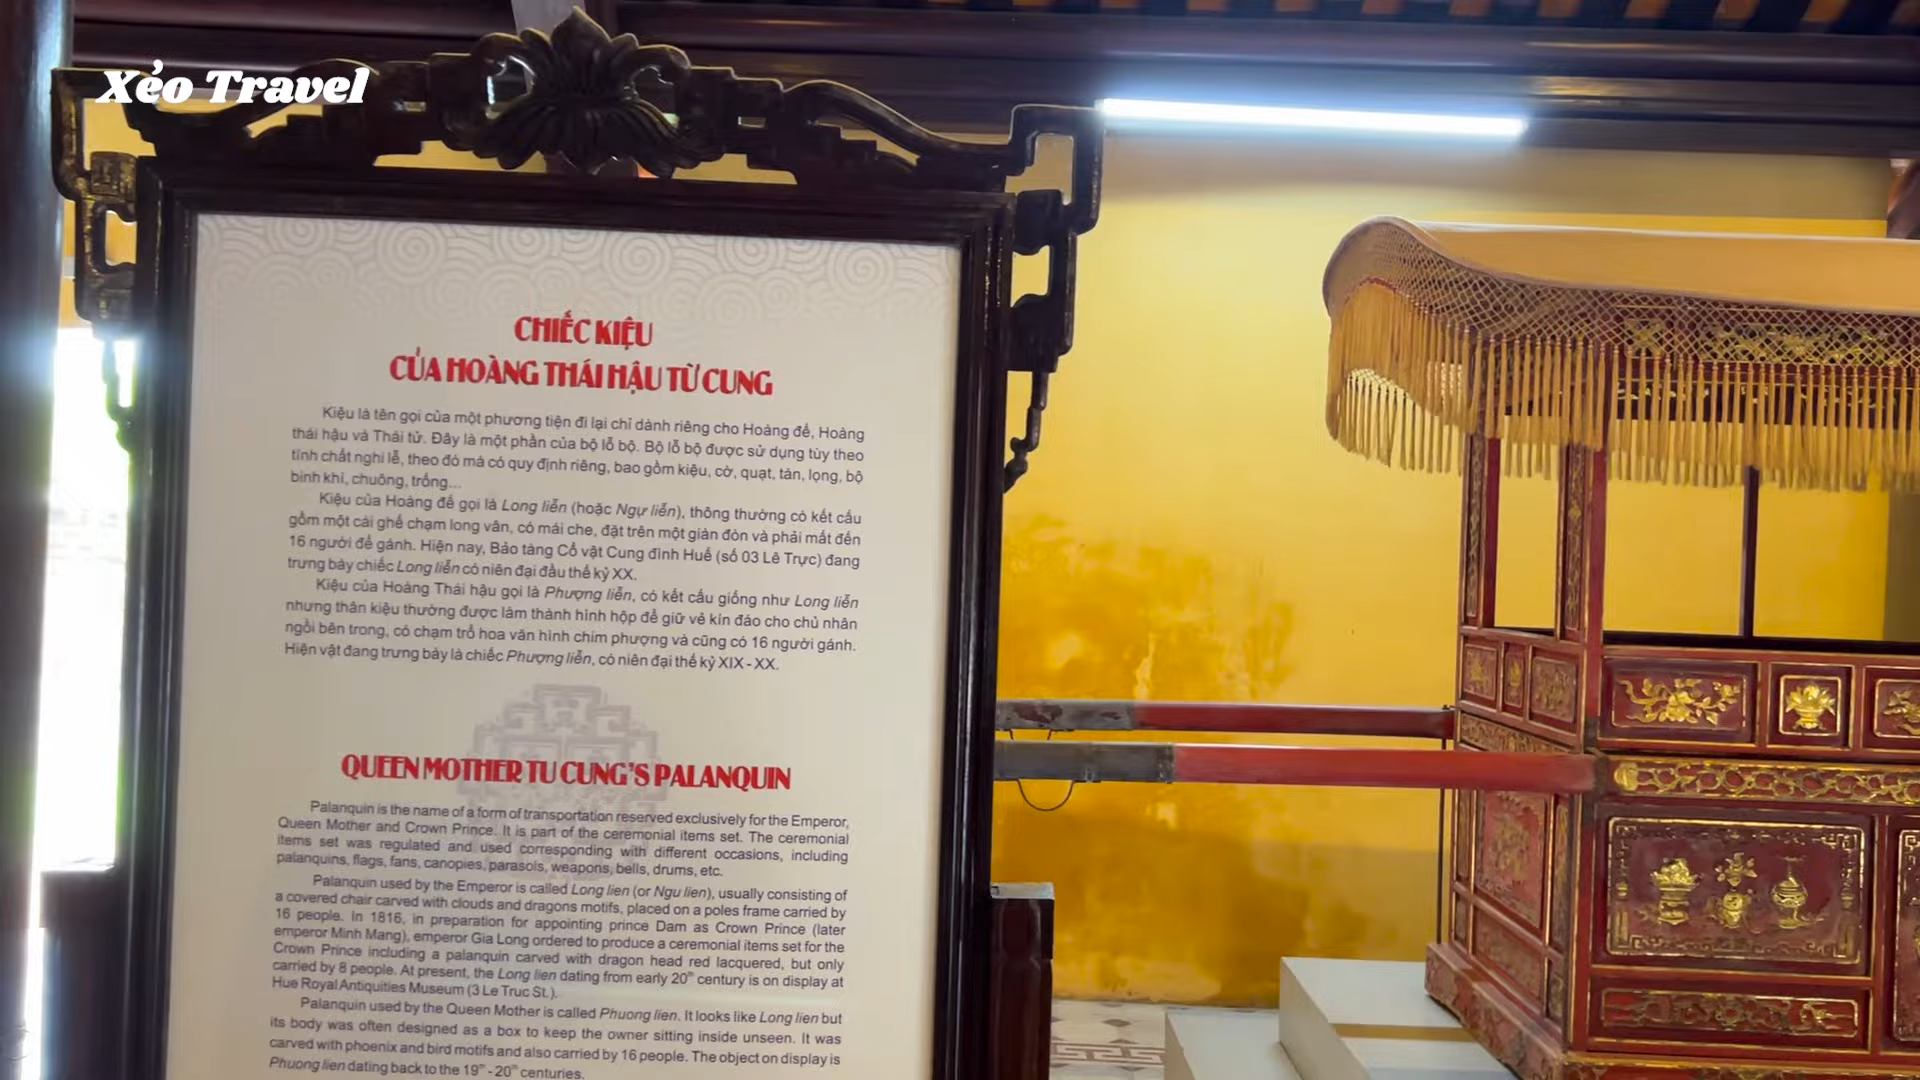 Xẻo Travel
CHIẾC KIỆU
CỦA HOÀNG THÁI HẬU TỪ CUNG
Kiệu là tên gọi của một phương tiện đi lại chỉ dành riêng cho Hoàng đế, Hoàng
thái hậu và Thái tử. Đây là một phần của bộ lỗ bộ. Bộ lỗ bộ được sử dụng tùy theo
tính chất nghi lễ, theo đó mà có quy định riêng, bao gồm kiệu, cờ, quạt, tán, lọng, bộ
binh khí, chuông, trống...
Kiệu của Hoàng đế gọi là Long liễn (hoặc Ngự liễn), thông thường có kết cấu
gồm một cái ghế chạm long vân, có mái che, đặt trên một giàn đòn và phải mất đến
16 người để gánh. Hiện nay, Bảo tàng Cổ vật Cung đình Huế (số 03 Lê Trực) đang
trưng bày chiếc Long liễn có niên đại đầu thế kỷ XX.
Kiệu của Hoàng Thái hậu gọi là Phượng liễn, có kết cấu giống như Long liễn
nhưng thân kiệu thường được làm thành hình hộp để giữ vẻ kín đáo cho chủ nhân
ngồi bên trong, có chạm trổ hoa văn hình chim phượng và cũng có 16 người gánh.
Hiện vật đang trưng bày là chiếc Phượng liễn, có niên đại thế kỷ XIX - XX.
QUEEN MOTHER TU CUNG'S PALANQUIN
Palanquin is the name of a form of transportation reserved exclusively for the Emperor,
Queen Mother and Crown Prince. It is part of the ceremonial items set. The ceremonial
items set was regulated and used corresponding with different occasions, including
palanquins, flags, fans, canopies, parasols, weapons, bells, drums, etc.
Palanquin used by the Emperor is called Long lien (or Ngu lien), usually consisting of
a covered chair carved with clouds and dragons motifs, placed on a poles frame carried by
16 people. In 1816, in preparation for appointing prince Dam as Crown Prince (later
emperor Minh Mang), emperor Gia Long ordered to produce a ceremonial items set for the
Crown Prince including a palanquin carved with dragon head red lacquered, but only
carried by 8 people. At present, the Long lien dating from early 20th century is on display at
Hue Royal Antiquities Museum (3 Le Truc St.).
Palanquin used by the Queen Mother is called Phuong lien. It looks like Long lien but
its body was often designed as a box to keep the owner sitting inside unseen. It was
carved with phoenix and bird motifs and also carried by 16 people. The object on display is
Phuong lien dating back to the 19th - 20th centuries.